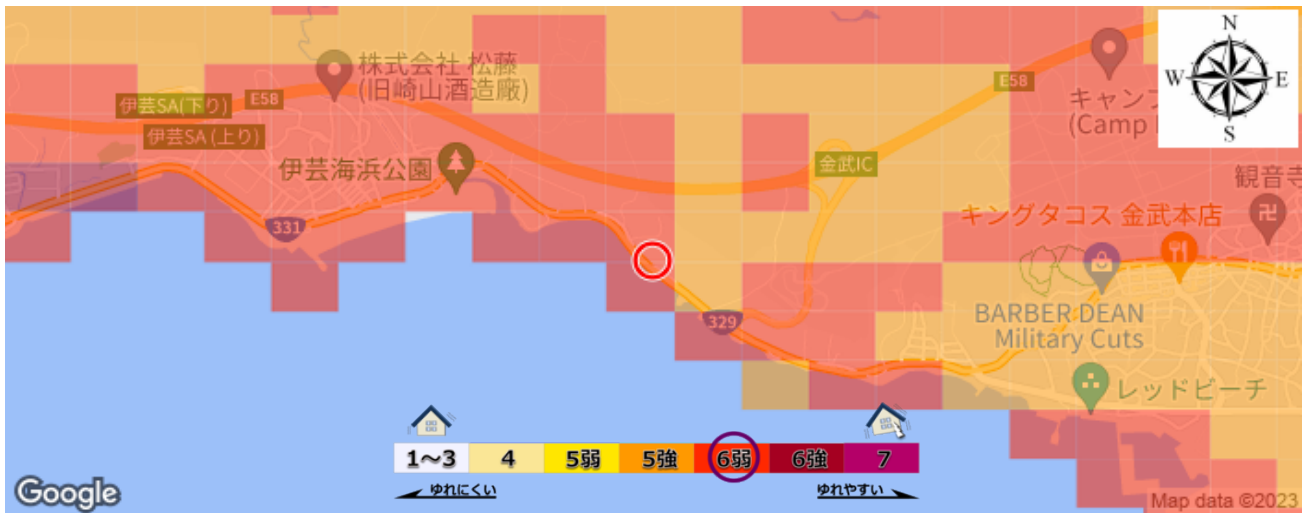 株式会社 松藤
(旧崎山酒造廠)
伊芸SA(下り)
E58
伊芸SA(上り)
伊芸海浜公園
331
329
金武IC
E58
キャン
(Camp
観音寺
キングタコス 金武本店
BARBER DEAN
Military Cuts
レッドビーチ
N
W
E
S
1〜3 4 5弱 5強 6弱 6強 7
ゆれにくい
ゆれやすい
Google
Map data ©2023